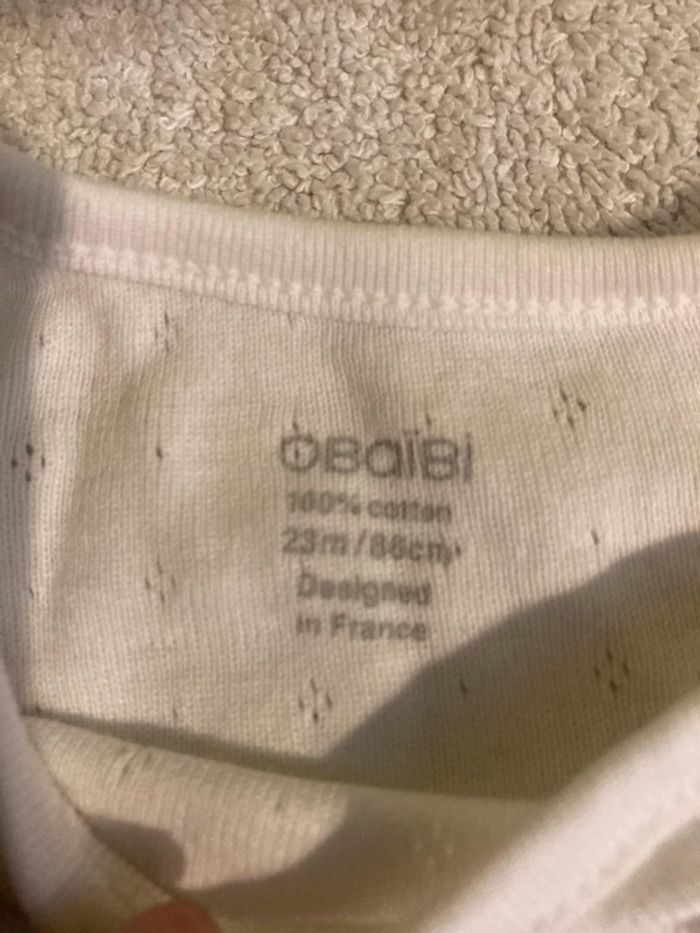 OBaïBi
100% cotton
23m/86cm
Designed
in France